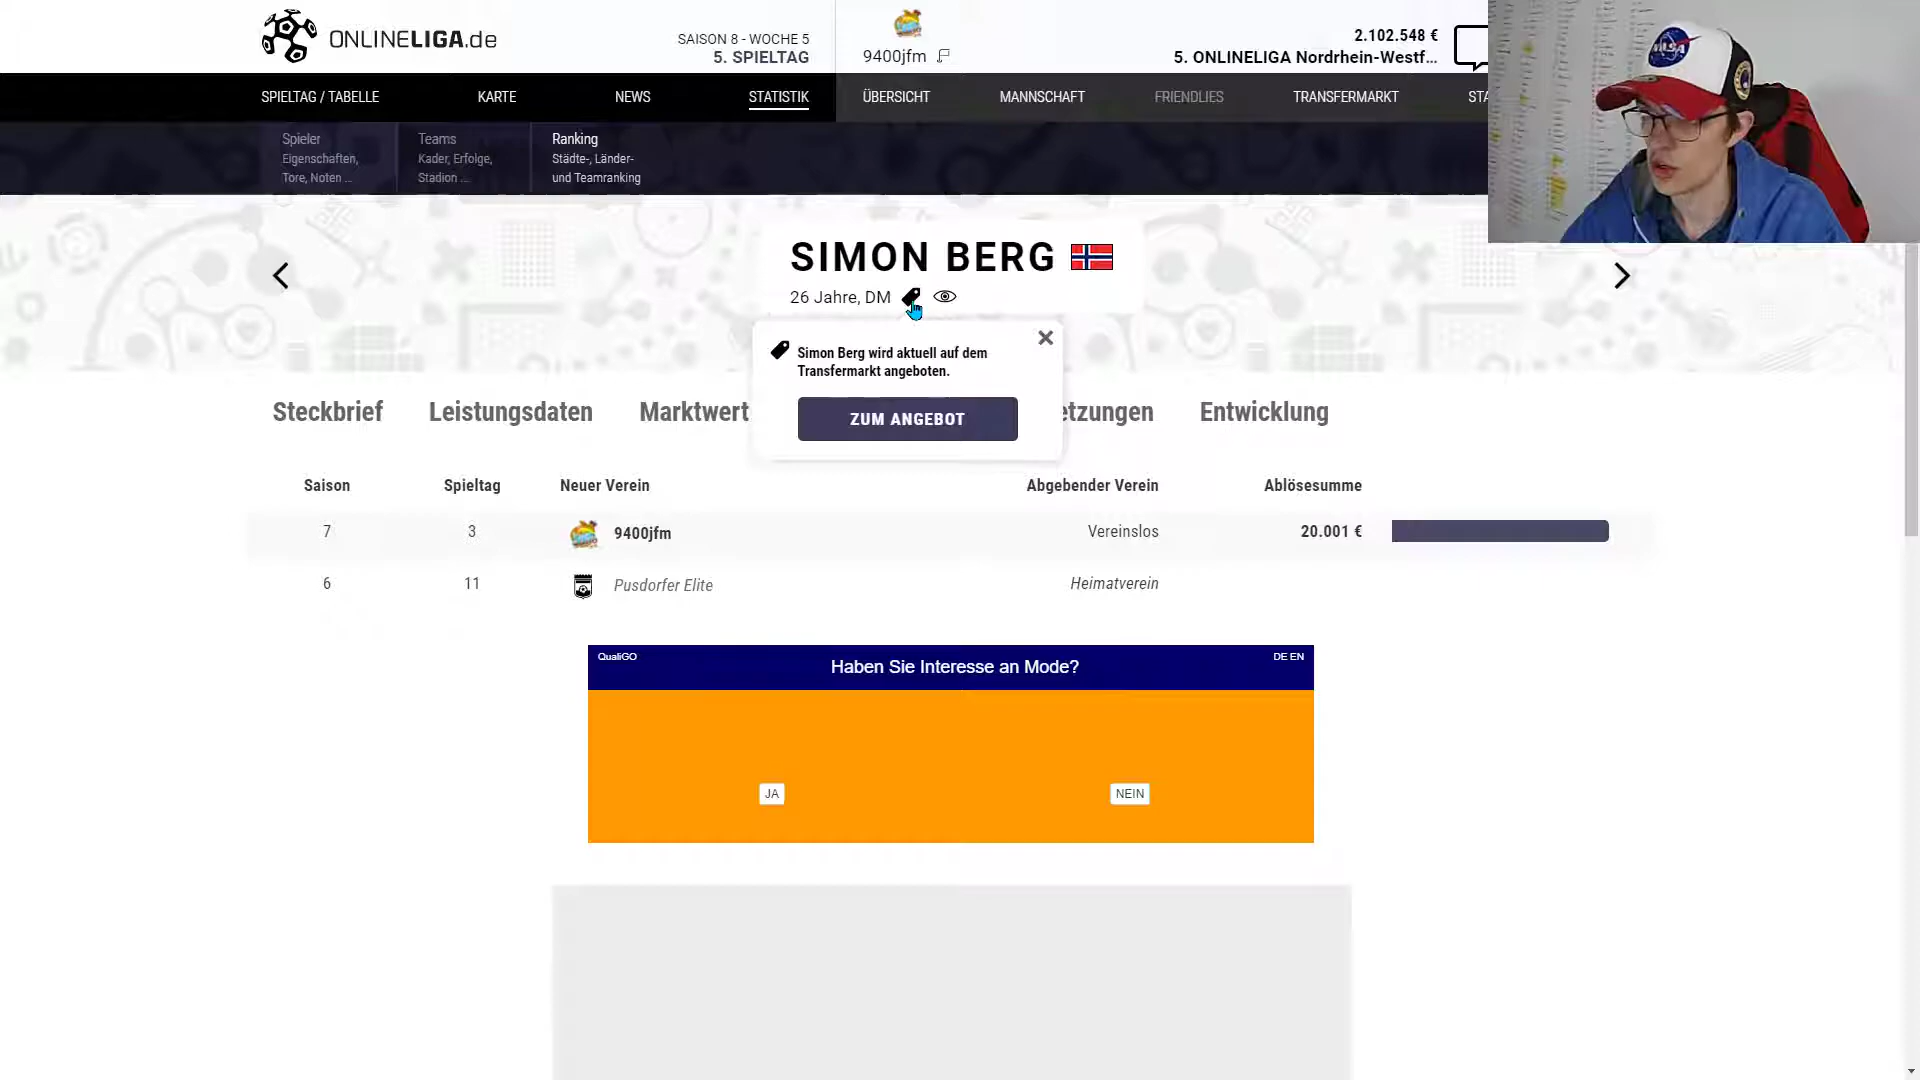 ONLINELIGA.de
SAISON 8 - WOCHE 5
5. SPIELTAG
9400jfm
2.102.548 €
5. ONLINELIGA Nordrhein-Westf...
SPIELTAG / TABELLE
KARTE
NEWS
STATISTIK
ÜBERSICHT
MANNSCHAFT
FRIENDLIES
TRANSFERMARKT
STA
Spieler
Eigenschaften,
Tore, Noten ...
Teams
Kader, Erfolge,
Stadion ...
Ranking
Städte-, Länder-
und Teamranking
NASA
SIMON BERG
26 Jahre, DM
Simon Berg wird aktuell auf dem
Transfermarkt angeboten.
ZUM ANGEBOT
Steckbrief
Leistungsdaten
Marktwert
etzungen
Entwicklung
Saison
Spieltag
Neuer Verein
Abgebender Verein
Ablösesumme
7
3
9400jfm
Vereinslos
20.001 €
6
11
Pusdorfer Elite
Heimatverein
QualiGO
Haben Sie Interesse an Mode?
DE EN
JA
NEIN